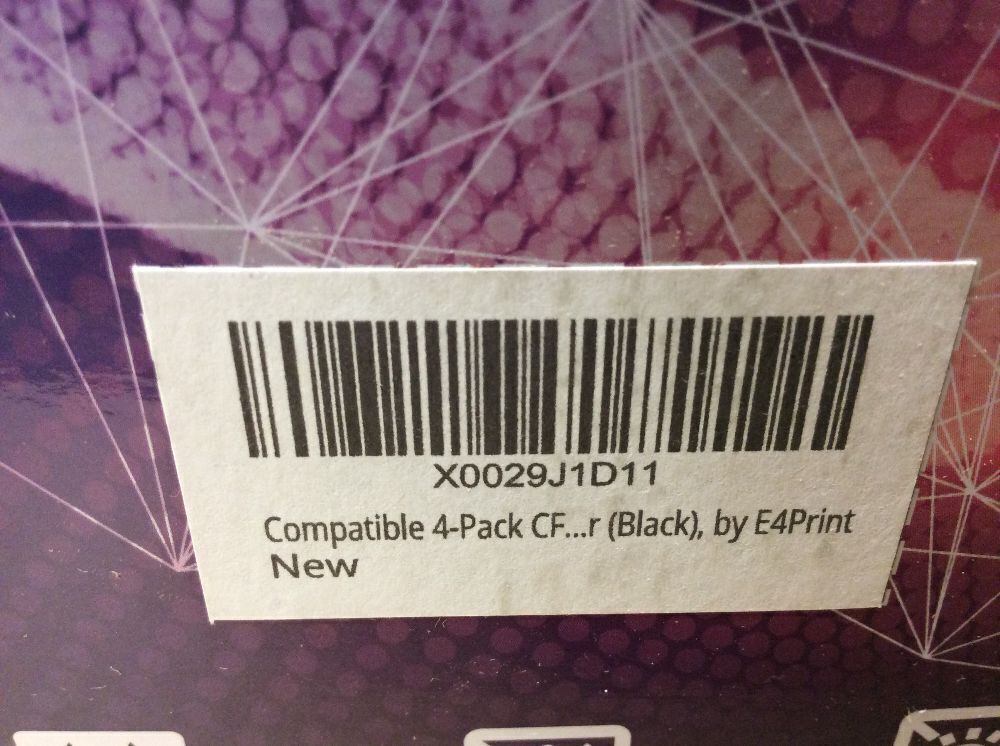 X0029J1D11
Compatible 4-Pack CF...r (Black), by E4Print
New